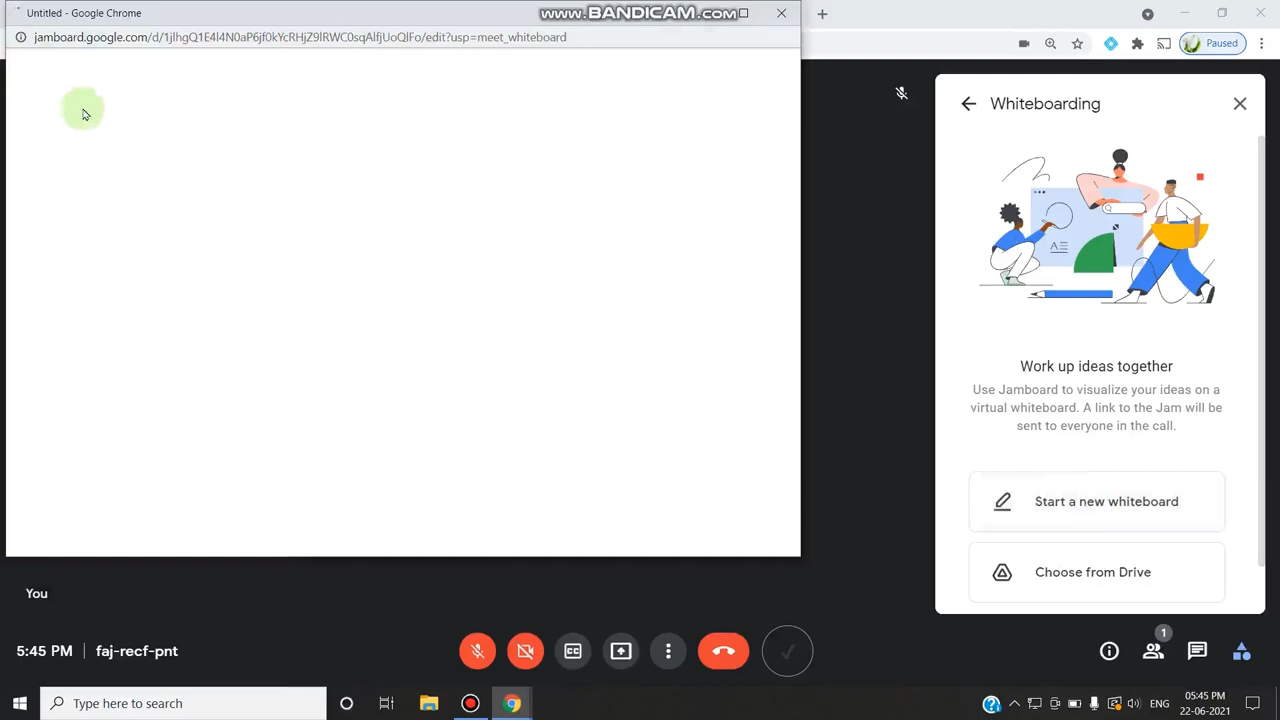 Untitled - Google Chrome
www.BANDICAM.com
jamboard.google.com/d/1jlhgQ1E4l4N0aP6jf0kYcRHjZ9lRWC0sqAlfjUoQlFo/edit?usp=meet_whiteboard
Paused
Whiteboarding
Work up ideas together
Use Jamboard to visualize your ideas on a
virtual whiteboard. A link to the Jam will be
sent to everyone in the call.
Start a new whiteboard
Choose from Drive
You
5:45 PM | faj-recf-pnt
1
Type here to search
ENG
05:45 PM
22-06-2021